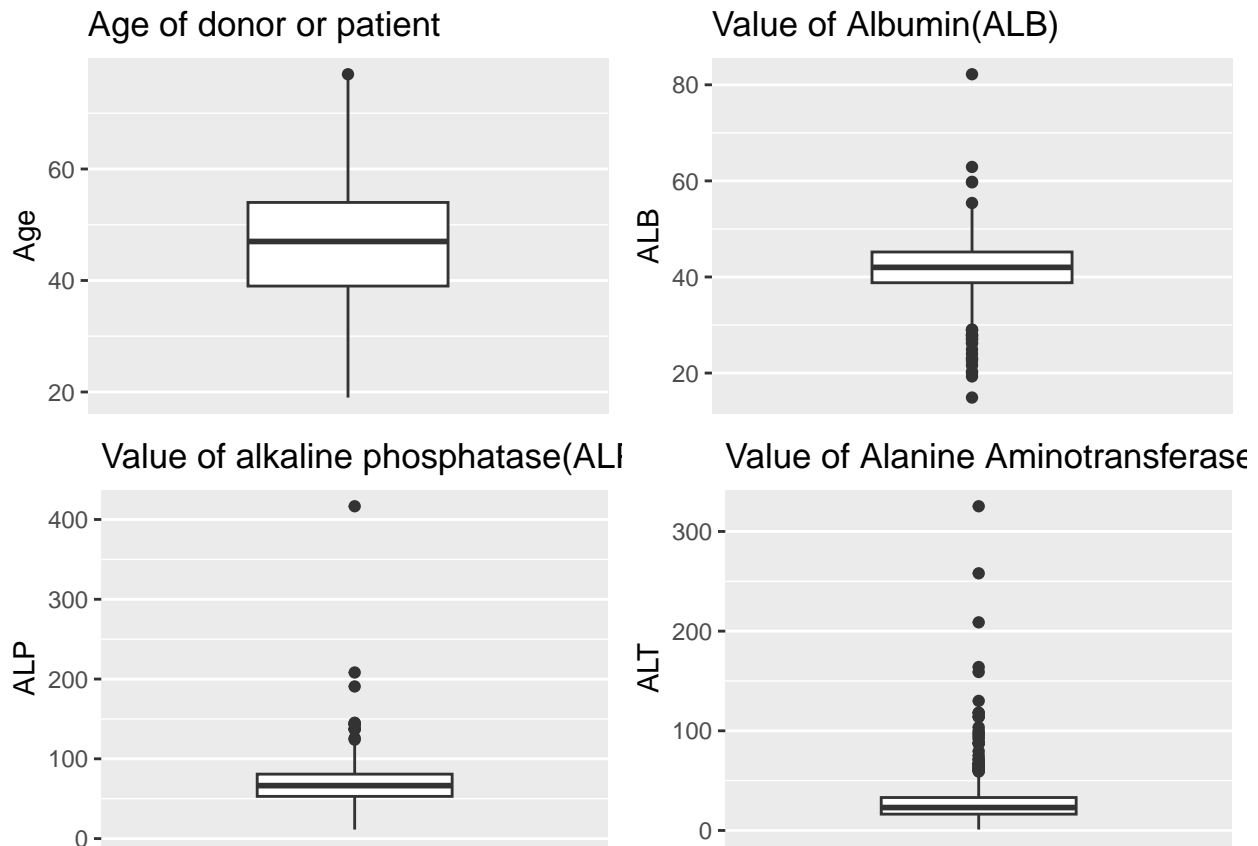 Age of donor or patient
Age
60
40
20
Value of Albumin(ALB)
ALB
80
60
40
20
Value of alkaline phosphatase(AL
ALP
400
300
200
100
0
Value of Alanine Aminotransferase
ALT
300
200
100
0